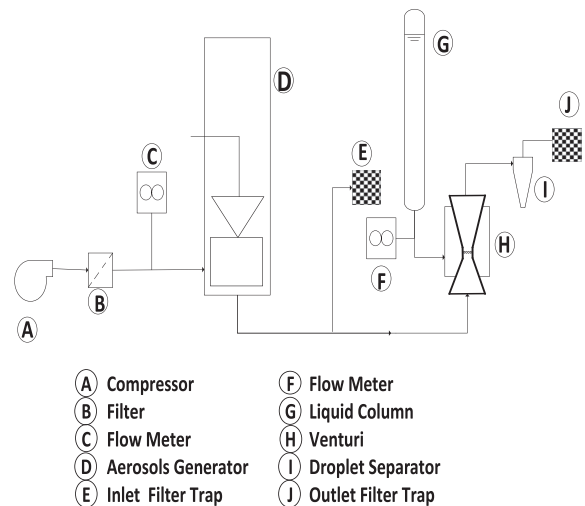 G
D
J
C
E
I
H
F
B
A
A Compressor
B Filter
C Flow Meter
D Aerosols Generator
E Inlet Filter Trap
F Flow Meter
G Liquid Column
H Venturi
I Droplet Separator
J Outlet Filter Trap